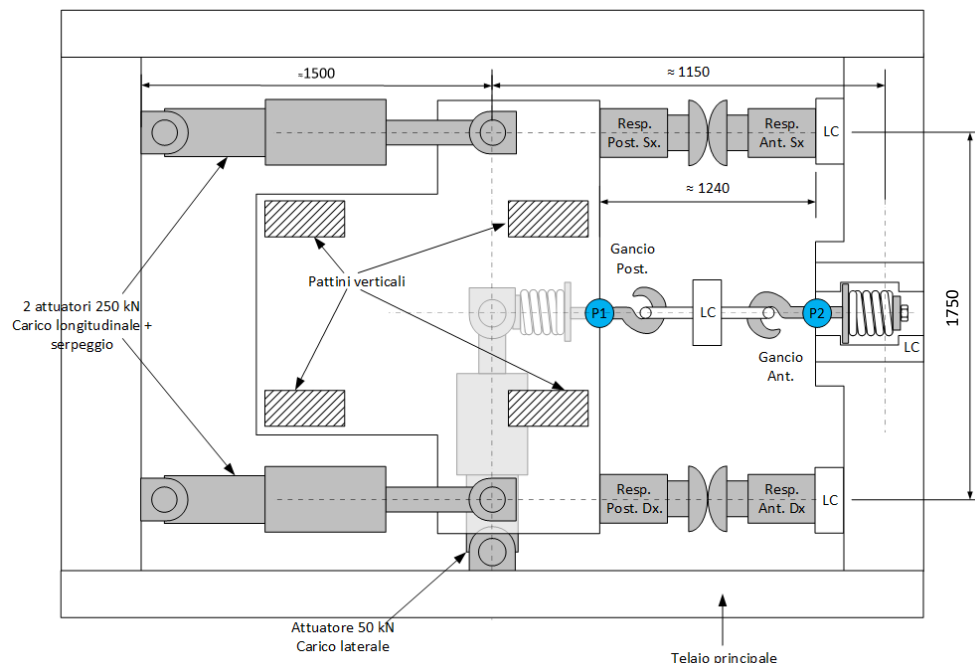 ≈1500
≈ 1150
Resp.
Post. Sx.
Resp.
Ant. Sx
LC
≈ 1240
Gancio
Post.
Pattini verticali
2 attuatori 250 kN
Carico longitudinale +
serpeggio
P1
LC
P2
1750
LC
Gancio
Ant.
Resp.
Post. Dx.
Resp.
Ant. Dx
LC
Attuatore 50 kN
Carico laterale
Telaio principale